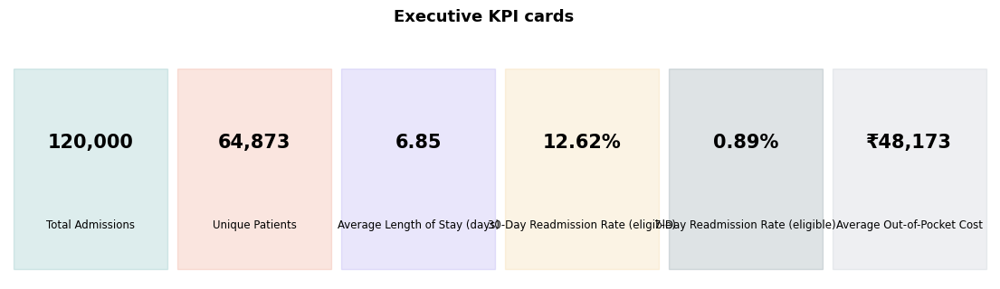 Executive KPI cards
120,000
64,873
6.85
12.62%
0.89%
₹48,173
Total Admissions
Unique Patients
Average Length of Stay (days)
30-Day Readmission Rate (eligible)
7-Day Readmission Rate (eligible)
Average Out-of-Pocket Cost